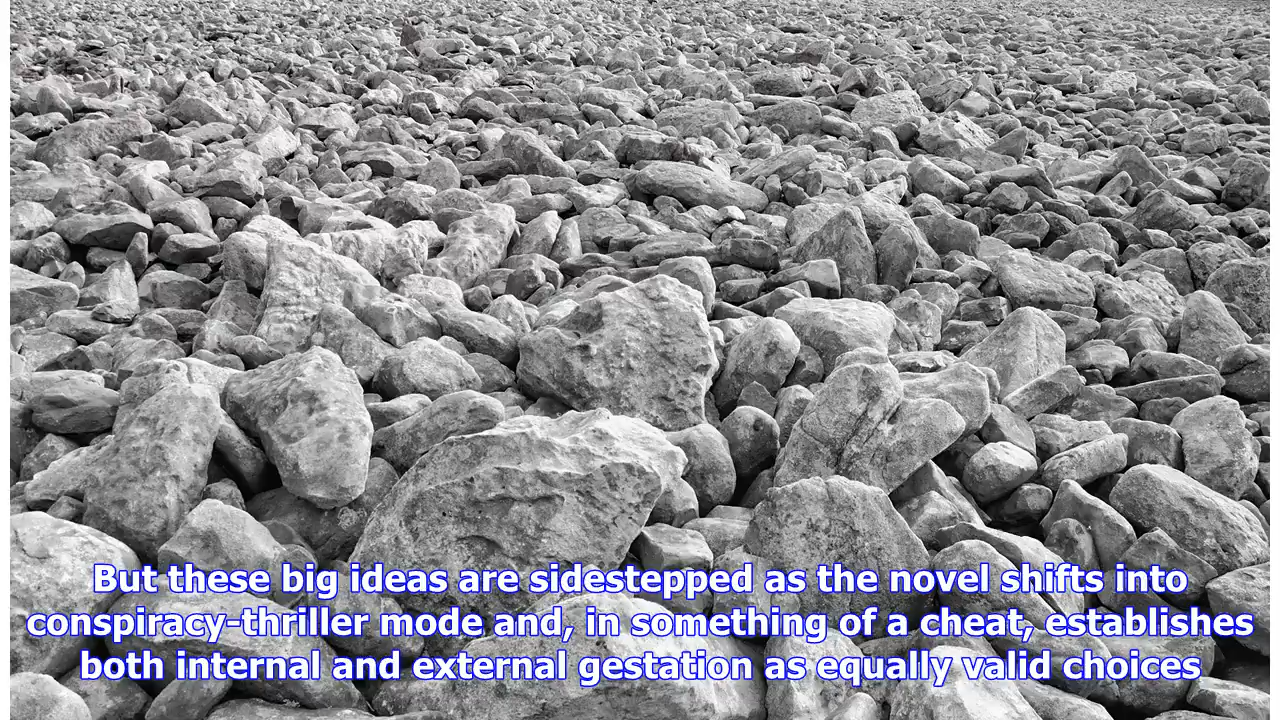 But these big ideas are sidestepped as the novel shifts into
conspiracy-thriller mode and, in something of a cheat, establishes
both internal and external gestation as equally valid choices